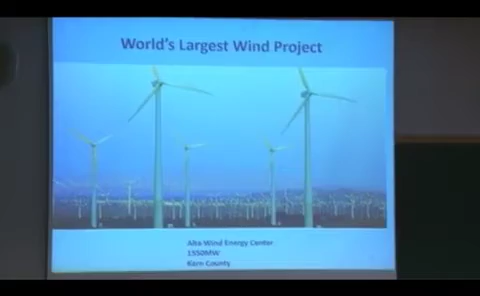 World's Largest Wind Project
Alta Wind Energy Center
1550MW
Kern County